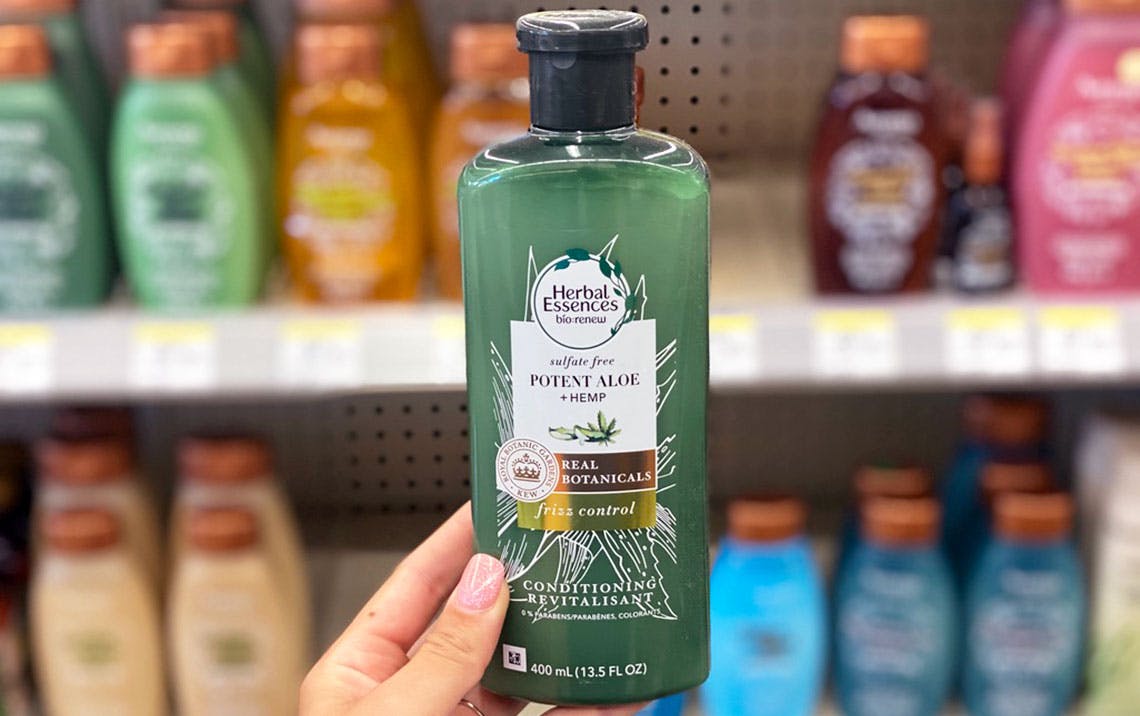 Herbal
Essences
bio:renew
sulfate free
POTENT ALOE
+ HEMP
ROYAL BOTANIC GARDENS
KEW
REAL
BOTANICALS
frizz control
CONDITIONING
REVITALISANT
0% PARABENS/PARABÈNES, COLORANTS
400 mL (13.5 FL OZ)